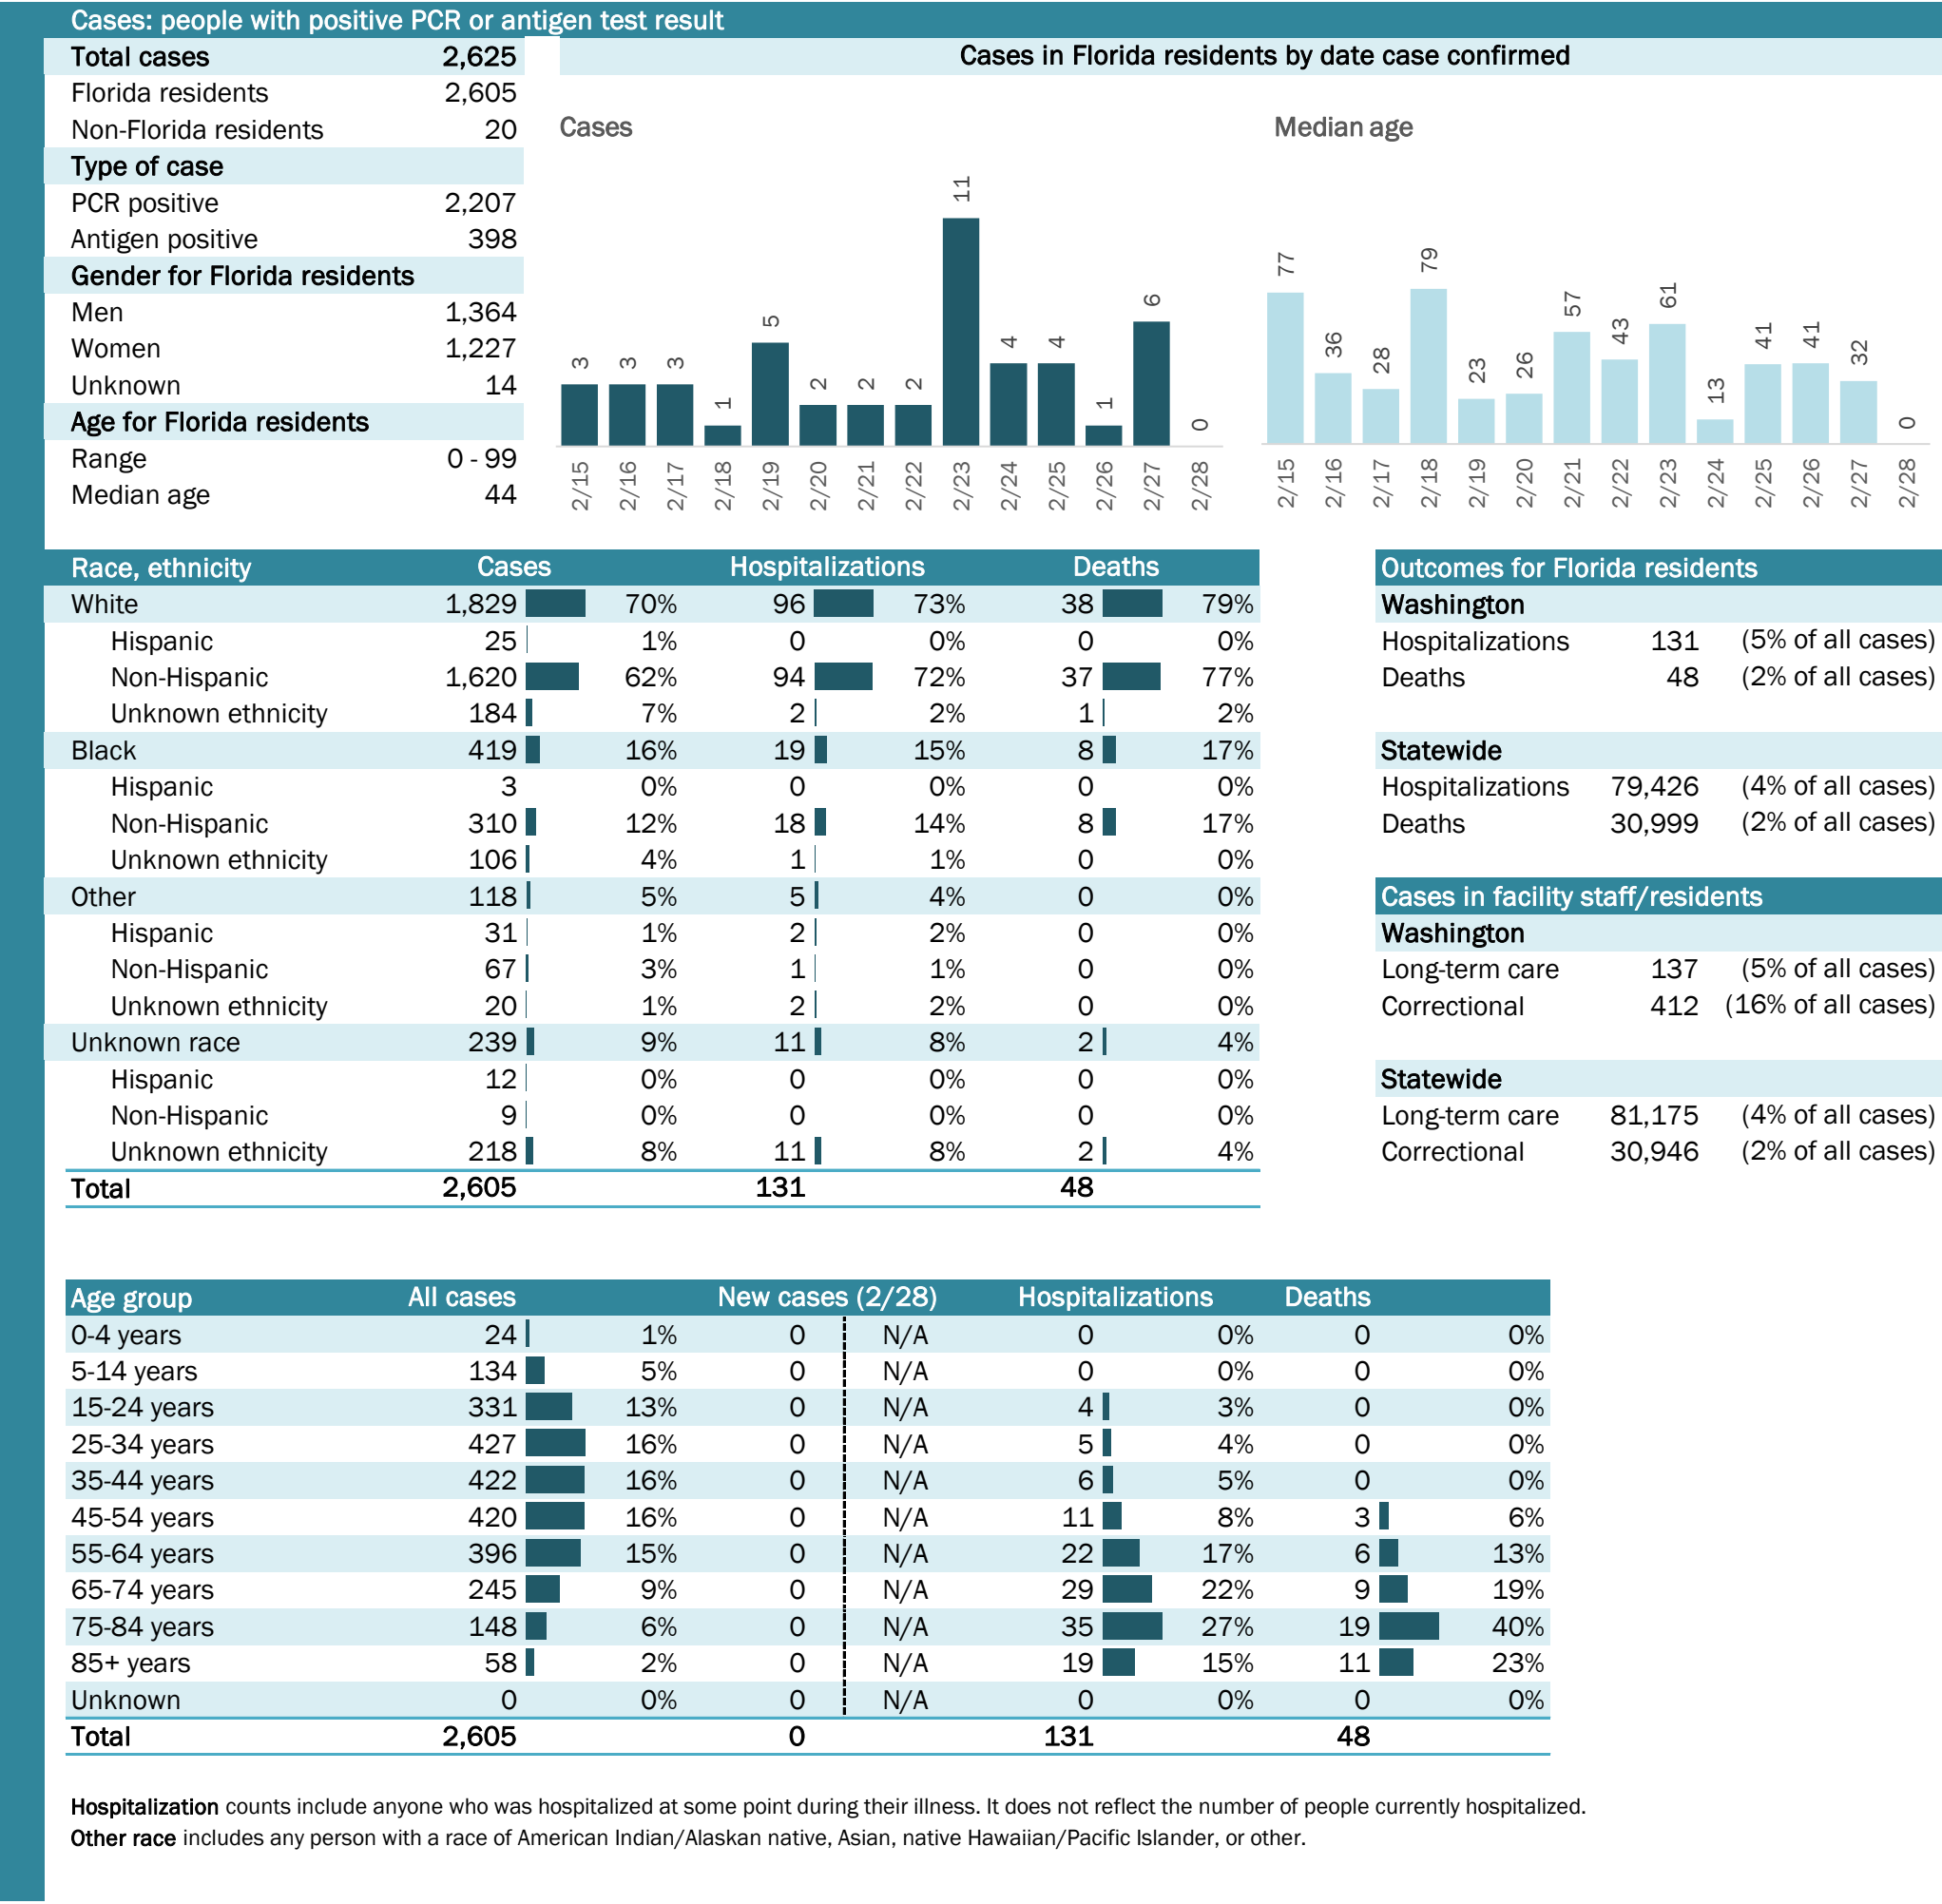 Cases: people with positive PCR or antigen test result
Total cases 2,625
Florida residents 2,605
Non-Florida residents 20
Type of case
PCR positive 2,207
Antigen positive 398
Gender for Florida residents
Men 1,364
Women 1,227
Unknown 14
Age for Florida residents
Range 0 - 99
Median age 44
Cases in Florida residents by date case confirmed
Cases
3 3 3 1 5 2 2 2 11 4 4 1 6 0
2/15 2/16 2/17 2/18 2/19 2/20 2/21 2/22 2/23 2/24 2/25 2/26 2/27 2/28
Median age
77 36 28 79 23 26 57 43 61 13 41 41 32 0
2/15 2/16 2/17 2/18 2/19 2/20 2/21 2/22 2/23 2/24 2/25 2/26 2/27 2/28
Race, ethnicity Cases Hospitalizations Deaths
White 1,829 70% 96 73% 38 79%
Hispanic 25 1% 0 0% 0 0%
Non-Hispanic 1,620 62% 94 72% 37 77%
Unknown ethnicity 184 7% 2 2% 1 2%
Black 419 16% 19 15% 8 17%
Hispanic 3 0% 0 0% 0 0%
Non-Hispanic 310 12% 18 14% 8 17%
Unknown ethnicity 106 4% 1 1% 0 0%
Other 118 5% 5 4% 0 0%
Hispanic 31 1% 2 2% 0 0%
Non-Hispanic 67 3% 1 1% 0 0%
Unknown ethnicity 20 1% 2 2% 0 0%
Unknown race 239 9% 11 8% 2 4%
Hispanic 12 0% 0 0% 0 0%
Non-Hispanic 9 0% 0 0% 0 0%
Unknown ethnicity 218 8% 11 8% 2 4%
Total 2,605 131 48
Outcomes for Florida residents
Washington
Hospitalizations 131 (5% of all cases)
Deaths 48 (2% of all cases)
Statewide
Hospitalizations 79,426 (4% of all cases)
Deaths 30,999 (2% of all cases)
Cases in facility staff/residents
Washington
Long-term care 137 (5% of all cases)
Correctional 412 (16% of all cases)
Statewide
Long-term care 81,175 (4% of all cases)
Correctional 30,946 (2% of all cases)
Age group All cases New cases (2/28) Hospitalizations Deaths
0-4 years 24 1% 0 N/A 0 0% 0 0%
5-14 years 134 5% 0 N/A 0 0% 0 0%
15-24 years 331 13% 0 N/A 4 3% 0 0%
25-34 years 427 16% 0 N/A 5 4% 0 0%
35-44 years 422 16% 0 N/A 6 5% 0 0%
45-54 years 420 16% 0 N/A 11 8% 3 6%
55-64 years 396 15% 0 N/A 22 17% 6 13%
65-74 years 245 9% 0 N/A 29 22% 9 19%
75-84 years 148 6% 0 N/A 35 27% 19 40%
85+ years 58 2% 0 N/A 19 15% 11 23%
Unknown 0 0% 0 N/A 0 0% 0 0%
Total 2,605 0 131 48
Hospitalization counts include anyone who was hospitalized at some point during their illness. It does not reflect the number of people currently hospitalized.
Other race includes any person with a race of American Indian/Alaskan native, Asian, native Hawaiian/Pacific Islander, or other.